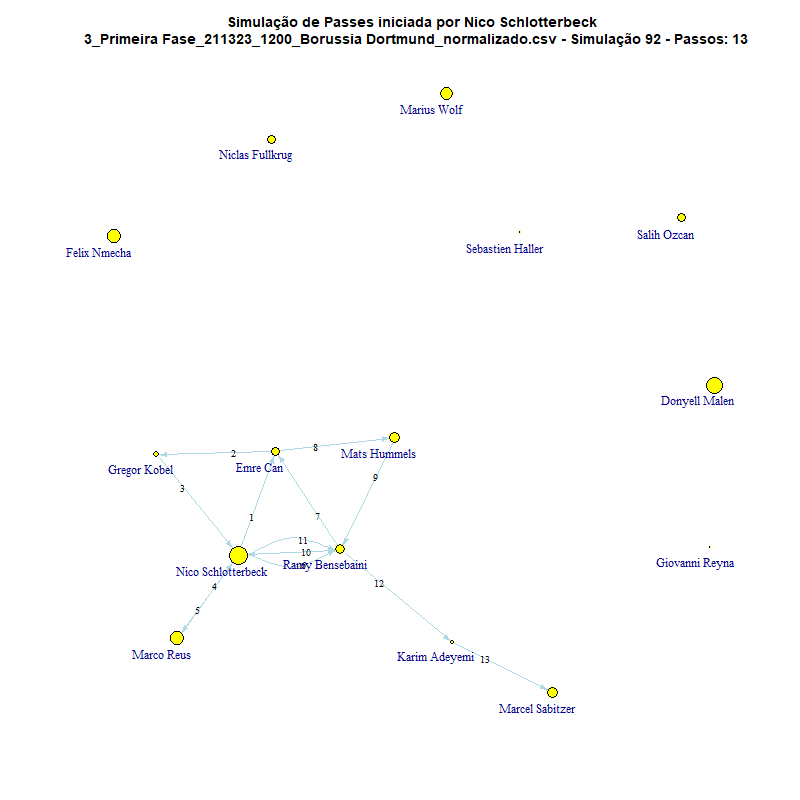 Simulação de Passes iniciada por Nico Schlotterbeck
3_Primeira Fase_211323_1200_Borussia Dortmund_normalizado.csv - Simulação 92 - Passos: 13
Marius Wolf
Niclas Fullkrug
Salih Ozcan
Felix Nmecha
Sebastien Haller
Donyell Malen
8
2
Mats Hummels
Gregor Kobel
Emre Can
9
3
7
1
11
10
Giovanni Reyna
Ramy Bensebaini
Nico Schlotterbeck
12
4
5
Marco Reus
Karim Adeyemi
13
Marcel Sabitzer